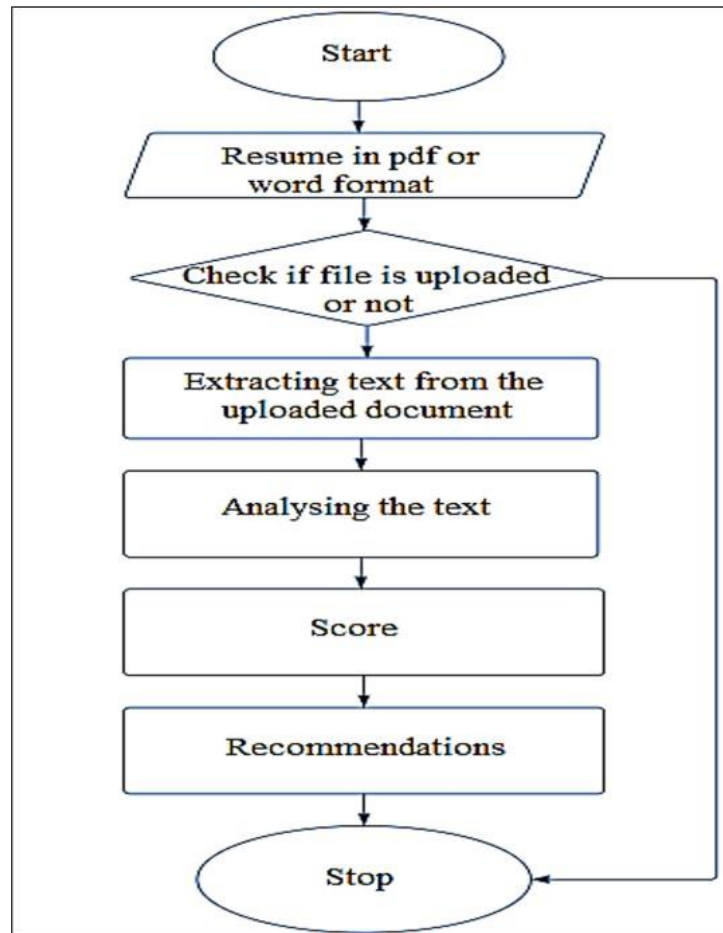 Start
Resume in pdf or
word format
Check if file is uploaded
or not
Extracting text from the
uploaded document
Analysing the text
Score
Recommendations
Stop